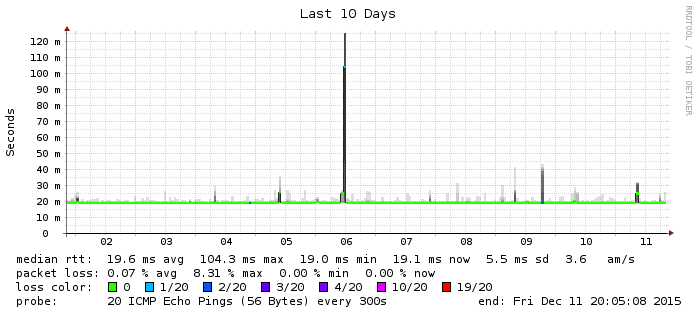 Last 10 Days
RRDTOOL / TOBI OETIKER
Seconds
120 m
110 m
100 m
90 m
80 m
70 m
60 m
50 m
40 m
30 m
20 m
10 m
0
02 03 04 05 06 07 08 09 10 11
median rtt: 19.6 ms avg 104.3 ms max 19.0 ms min 19.1 ms now 5.5 ms sd 3.6 am/s
packet loss: 0.07 % avg 8.31 % max 0.00 % min 0.00 % now
loss color: 0 1/20 2/20 3/20 4/20 10/20 19/20
probe: 20 ICMP Echo Pings (56 Bytes) every 300s end: Fri Dec 11 20:05:08 2015